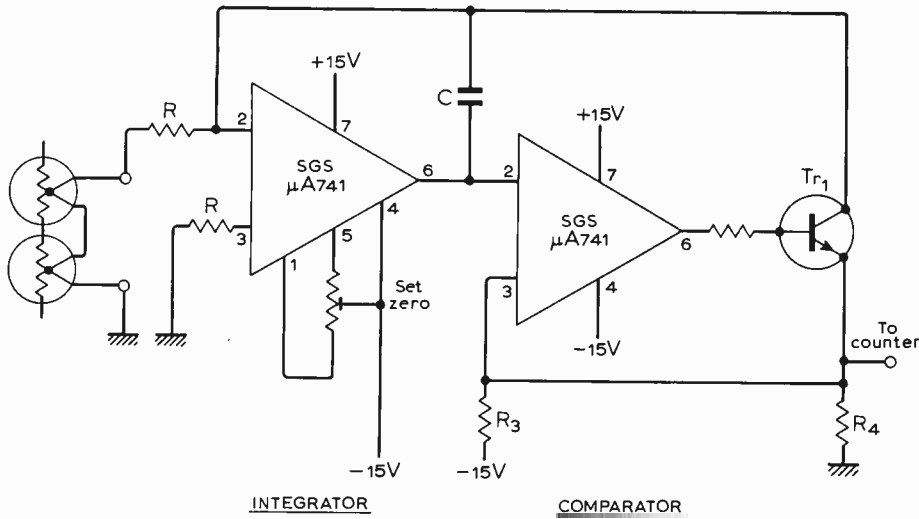 +15V
R
2
7
SGS
μA741
6
4
5
3
1
R
Set
zero
-15V
C
+15V
2
7
SGS
μA741
6
4
3
-15V
R3
-15V
Tr1
To
counter
R4
INTEGRATOR
COMPARATOR